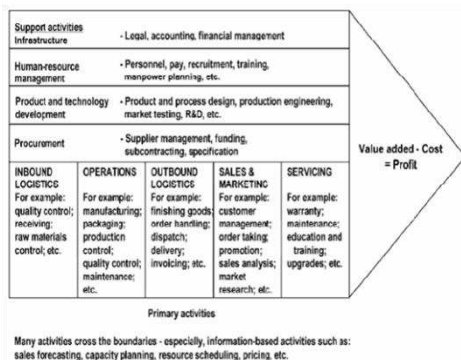 Support activities
Infrastructure - Legal, accounting, financial management
Human-resource - Personnel, pay, recruitment, training,
management manpower planning, etc.
Product and technology - Product and process design, production engineering,
development market testing, R&D, etc.
Procurement - Supplier management, funding,
subcontracting, specification
Value added - Cost
= Profit
INBOUND
LOGISTICS
For example:
quality control;
receiving;
raw materials
control; etc.
OPERATIONS
For example:
manufacturing;
packaging;
production
control;
quality control;
maintenance;
etc.
OUTBOUND
LOGISTICS
For example:
finishing goods;
order handling;
dispatch;
delivery;
invoicing; etc.
SALES &
MARKETING
For example:
customer
management;
order taking;
promotion;
sales analysis;
market
research; etc.
SERVICING
For example:
warranty;
maintenance;
education and
training;
upgrades; etc.
Primary activities
Many activities cross the boundaries - especially, information-based activities such as:
sales forecasting, capacity planning, resource scheduling, pricing, etc.